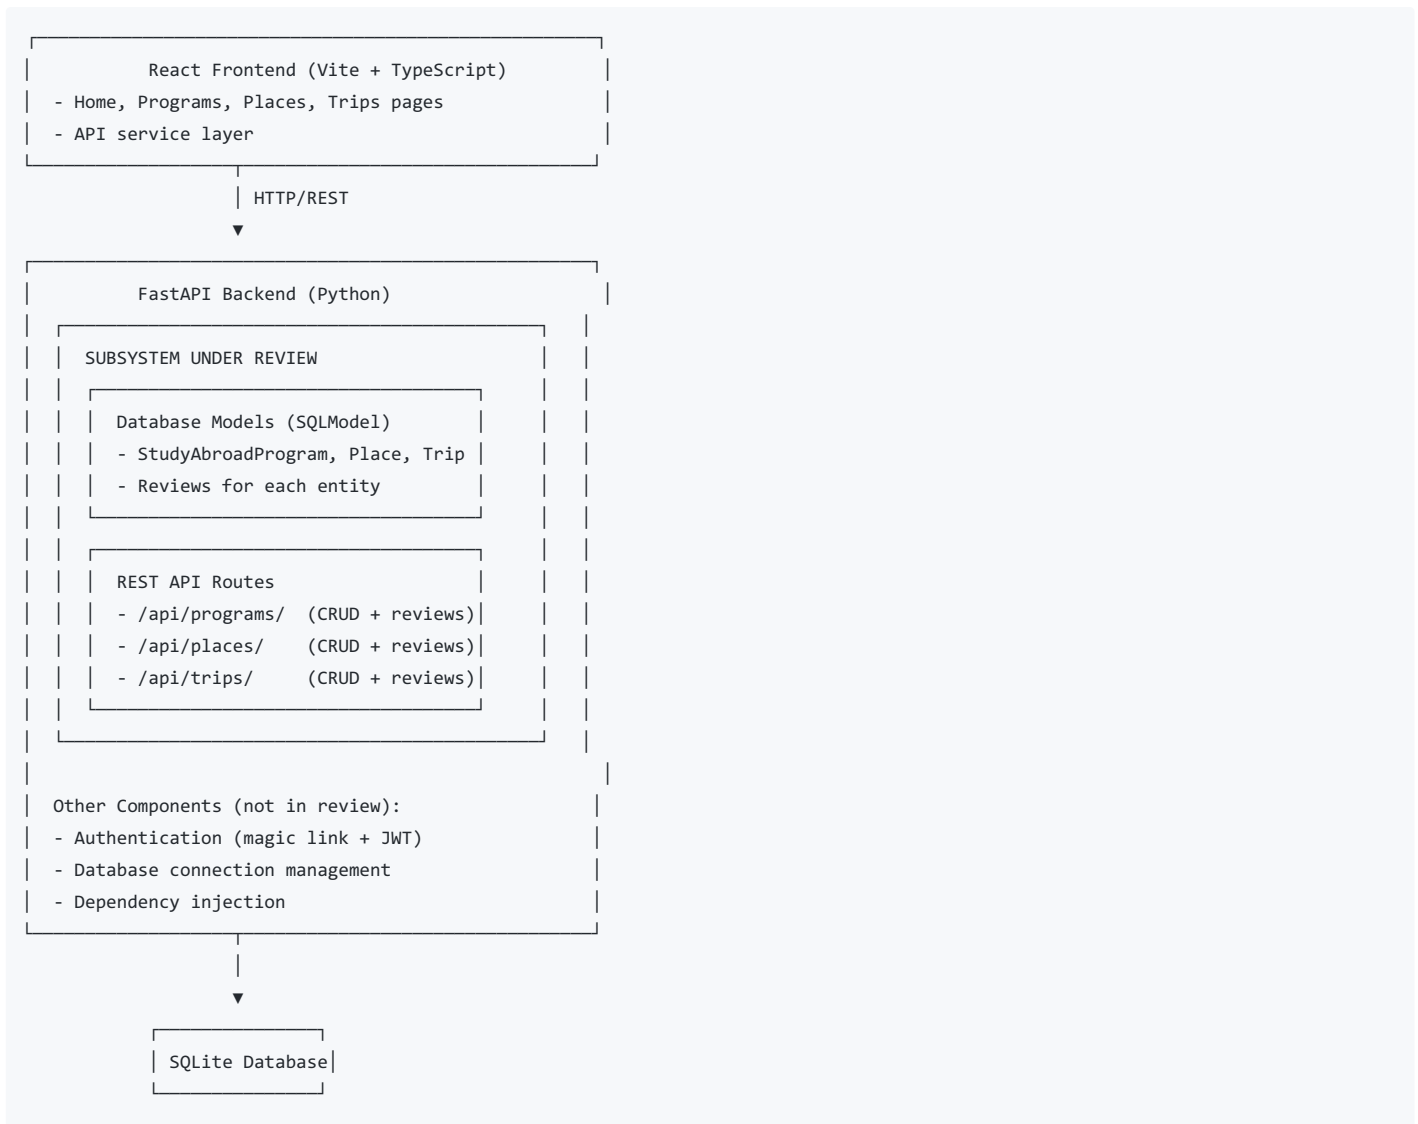 React Frontend (Vite + TypeScript)
- Home, Programs, Places, Trips pages
- API service layer
HTTP/REST
FastAPI Backend (Python)
SUBSYSTEM UNDER REVIEW
Database Models (SQLModel)
- StudyAbroadProgram, Place, Trip
- Reviews for each entity
REST API Routes
- /api/programs/ (CRUD + reviews)
- /api/places/ (CRUD + reviews)
- /api/trips/ (CRUD + reviews)
Other Components (not in review):
- Authentication (magic link + JWT)
- Database connection management
- Dependency injection
SQLite Database